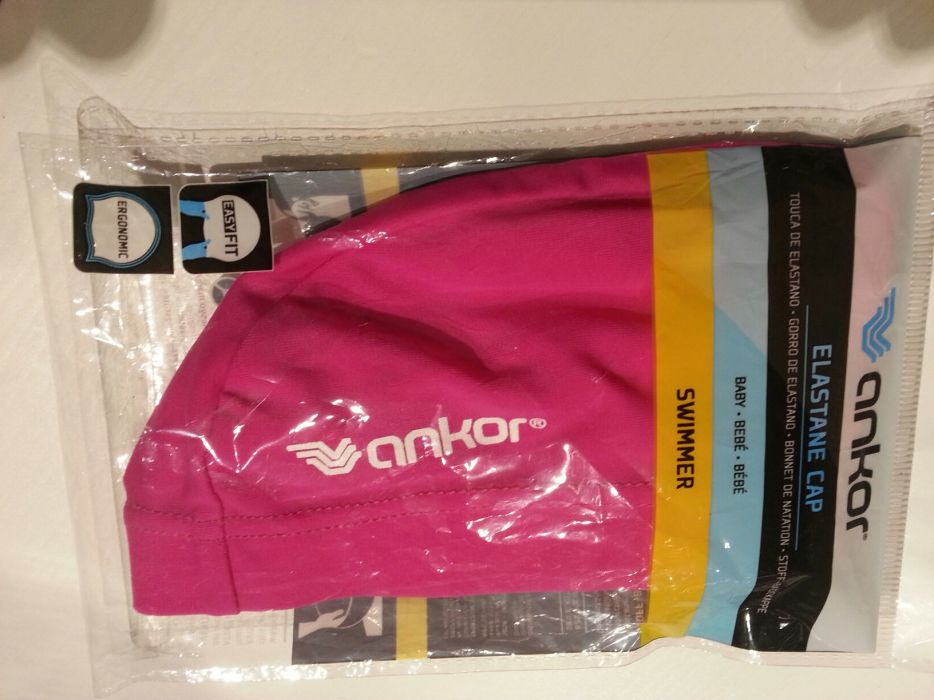 ankor®
ELASTANE CAP
TOUCA DE ELASTANO • GORRO DE ELASTANO • BONNET DE NATATION •
BABY • BEBÉ • BÉBÉ
SWIMMER
ankor®
EASYFIT
ERGONOMIC